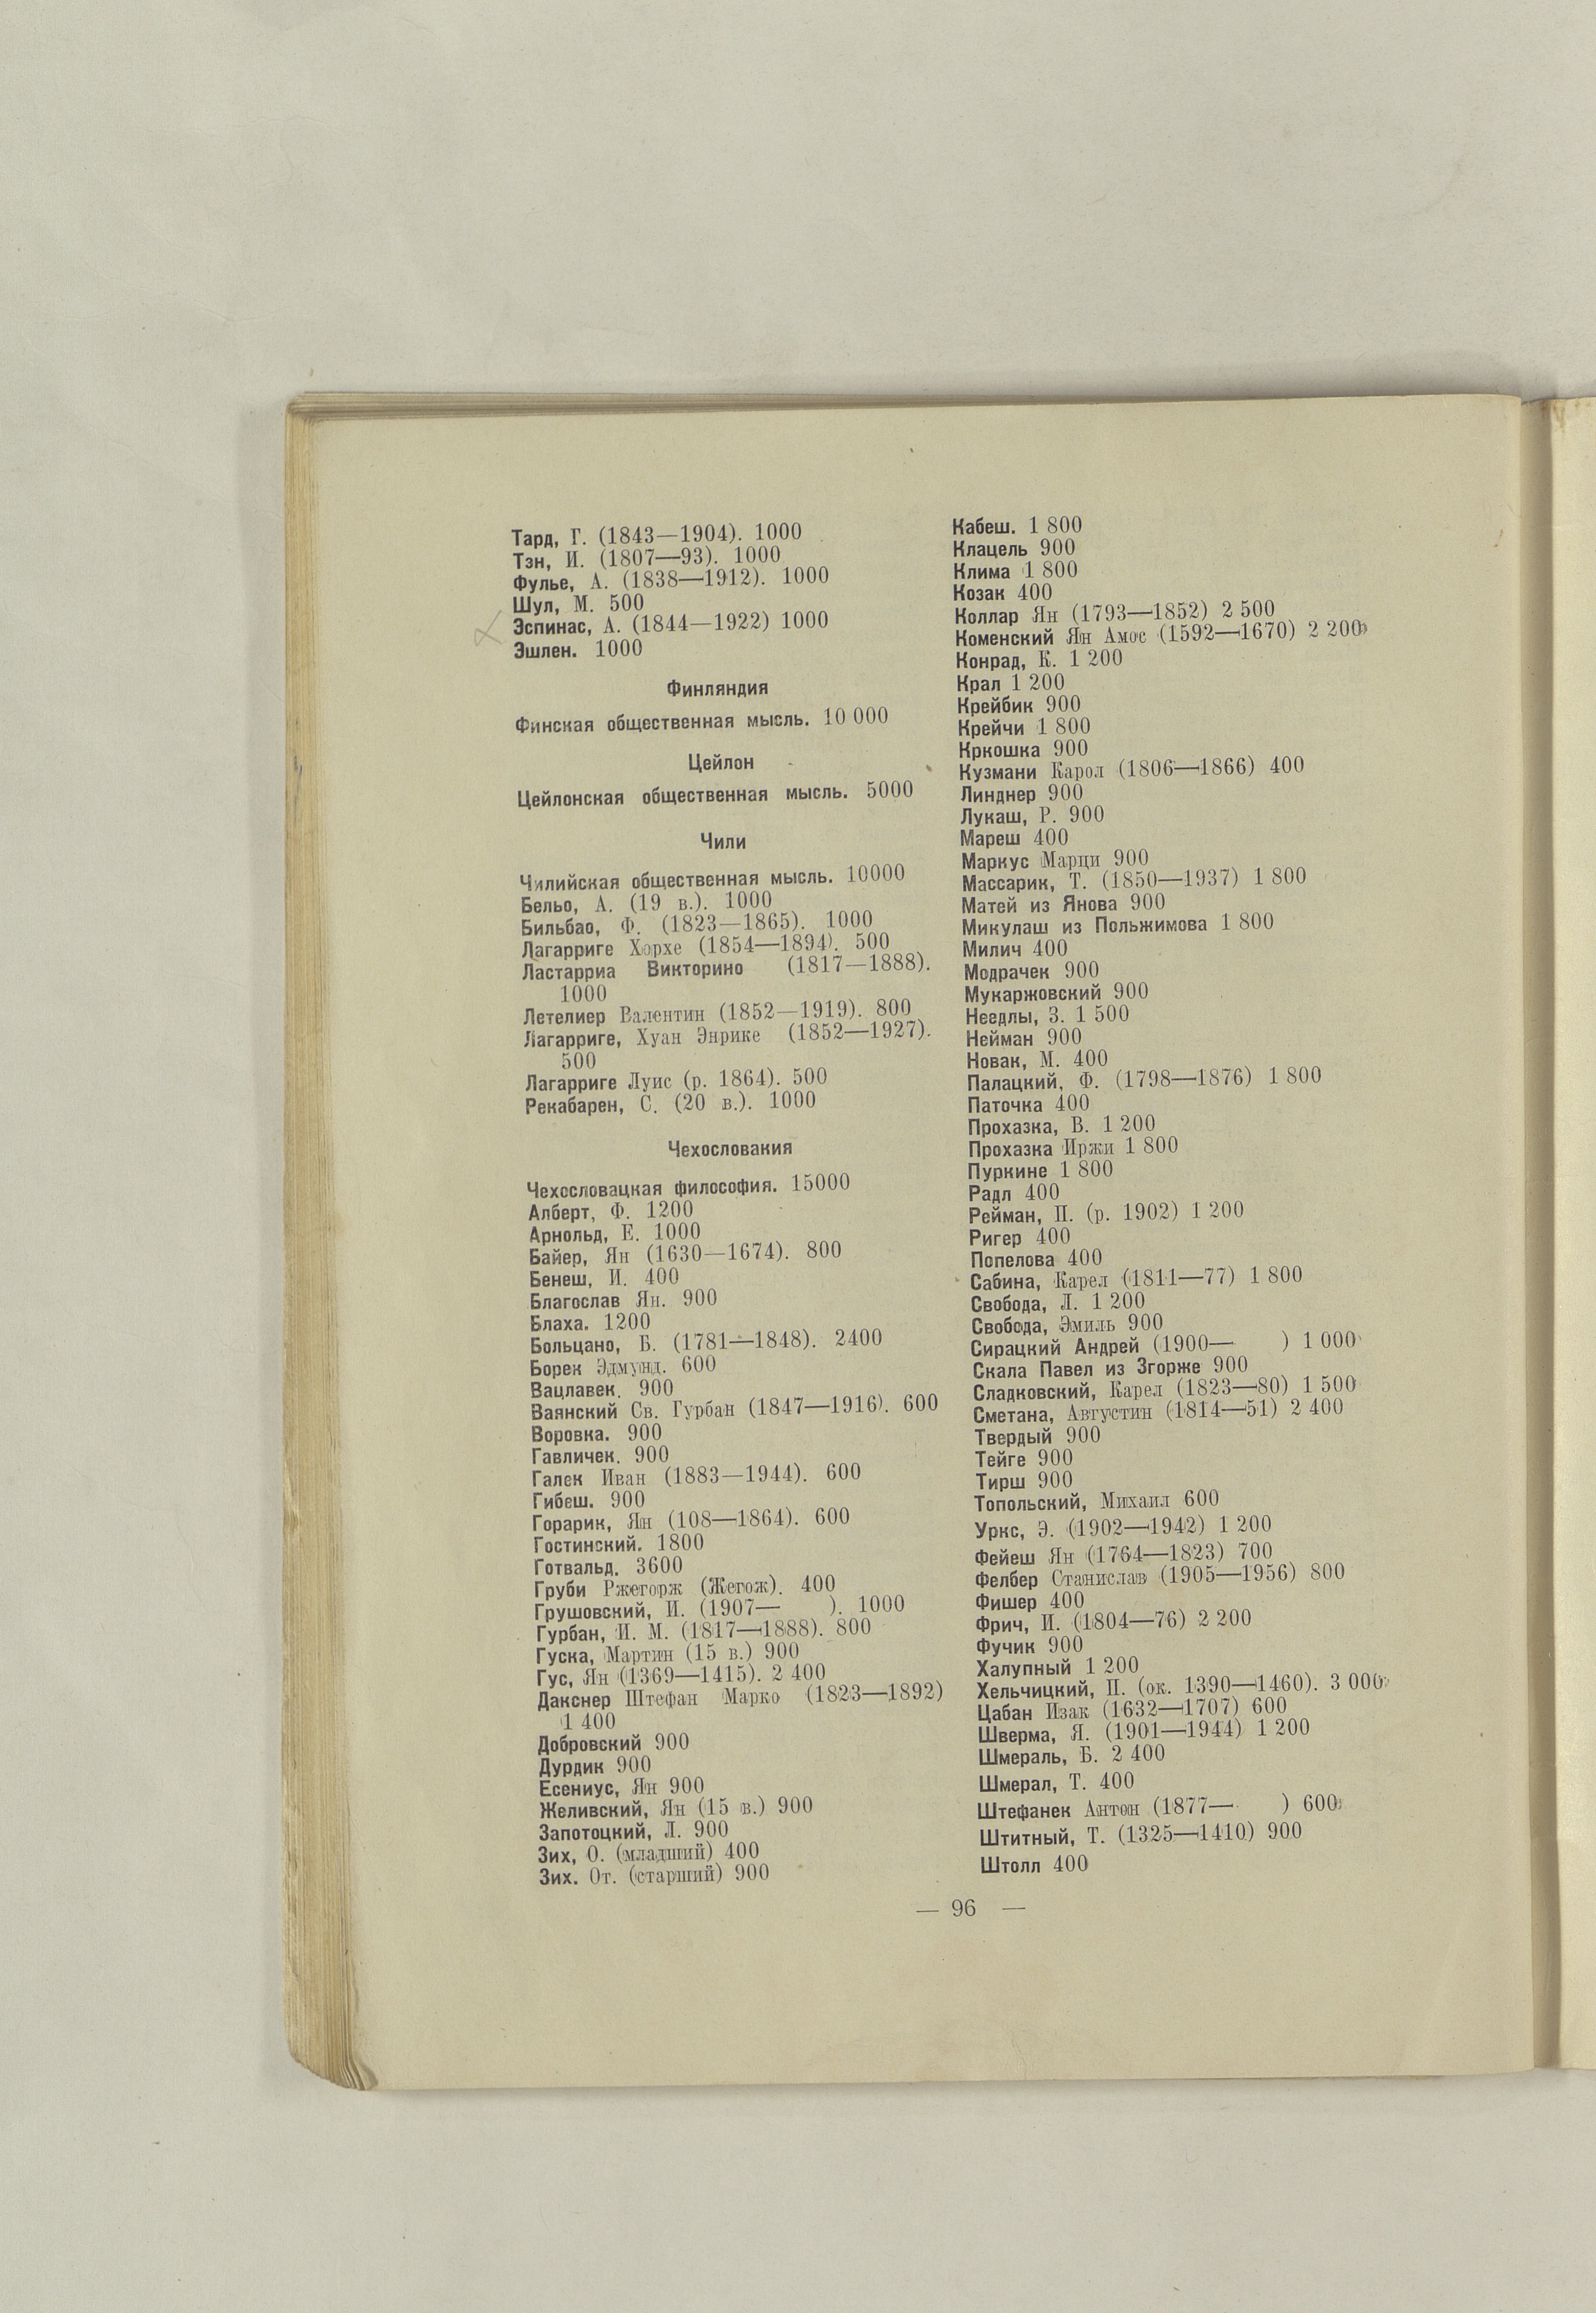 Тард, Г. (1843—1904). 1000
Тэн, И. (1807—93). 1000
Фулье, А. (1838—1912). 1000
Шул, М. 500
Эспинас, А. (1844—1922) 1000
Эшлен. 1000
Финляндия
Финская общественная мысль. 10 000
Цейлон
Цейлонская общественная мысль. 5000
Чили
Чилийская общественная мысль. 10000
Бельо, А. (19 в.). 1000
Бильбао, Ф. (1823—1865). 1000
Лагарриге Хорхе (1854—1894). 500
Ластарриа Викторино (1817—1888).
1000
Летелиер Валентин (1852—1919). 800
Лагарриге, Хуан Энрике (1852—1927).
500
Лагарриге Луис (р. 1864). 500
Рекабарен, С. (20 в.). 1000
Чехословакия
Чехословацкая философия. 15000
Алберт, Ф. 1200
Арнольд, Е. 1000
Байер, Ян (1630—1674). 800
Бенеш, И. 400
Благослав Ян. 900
Блаха. 1200
Больцано, Б. (1781—1848). 2400
Борек Эдмунд. 600
Вацлавек. 900
Ваянский Св. Гурбан (1847—1916). 600
Воровка. 900
Гавличек. 900
Галек Иван (1883—1944). 600
Гибеш. 900
Горарик, Ян (108—1864). 600
Гостинский. 1800
Готвальд. 3600
Груби Ржегорж (Жегож). 400
Грушовский, И. (1907— ). 1000
Гурбан, И. М. (1817—1888). 800
Гуска, Мартин (15 в.) 900
Гус, Ян (1369—1415). 2 400
Дакснер Штефан Марко (1823—1892)
1 400
Добровский 900
Дурдик 900
Есениус, Ян 900
Желивский, Ян (15 в.) 900
Запотоцкий, Л. 900
Зих, О. (младший) 400
Зих. От. (старший) 900
Кабеш. 1 800
Клацель 900
Клима 1 800
Козак 400
Коллар Ян (1793—1852) 2 500
Коменский Ян Амос (1592—1670) 2 200
Конрад, К. 1 200
Крал 1 200
Крейбик 900
Крейчи 1 800
Кркошка 900
Кузмани Карол (1806—1866) 400
Линднер 900
Лукаш, Р. 900
Мареш 400
Маркус Марци 900
Массарик, Т. (1850—1937) 1 800
Матей из Янова 900
Микулаш из Польжимова 1 800
Милич 400
Модрачек 900
Мукаржовский 900
Неедлы, З. 1 500
Нейман 900
Новак, М. 400
Палацкий, Ф. (1798—1876) 1 800
Паточка 400
Прохазка, В. 1 200
Прохазка Иржи 1 800
Пуркине 1 800
Радл 400
Рейман, П. (р. 1902) 1 200
Ригер 400
Попелова 400
Сабина, Карел (1811—77) 1 800
Свобода, Л. 1 200
Свобода, Эмиль 900
Сирацкий Андрей (1900— ) 1 000
Скала Павел из Згорже 900
Сладковский, Карел (1823—80) 1 500
Сметана, Августин (1814—51) 2 400
Твердый 900
Тейге 900
Тирш 900
Топольский, Михаил 600
Уркс, Э. (1902—1942) 1 200
Фейеш Ян (1764—1823) 700
Фелбер Станислав (1905—1956) 800
Фишер 400
Фрич, И. (1804—76) 2 200
Фучик 900
Халупный 1 200
Хельчицкий, П. (ок. 1390—1460). 3 000
Цабан Изак (1632—1707) 600
Шверма, Я. (1901—1944) 1 200
Шмераль, Б. 2 400
Шмерал, Т. 400
Штефанек Антон (1877— ) 600
Штитный, Т. (1325—1410) 900
Штолл 400
— 96 —